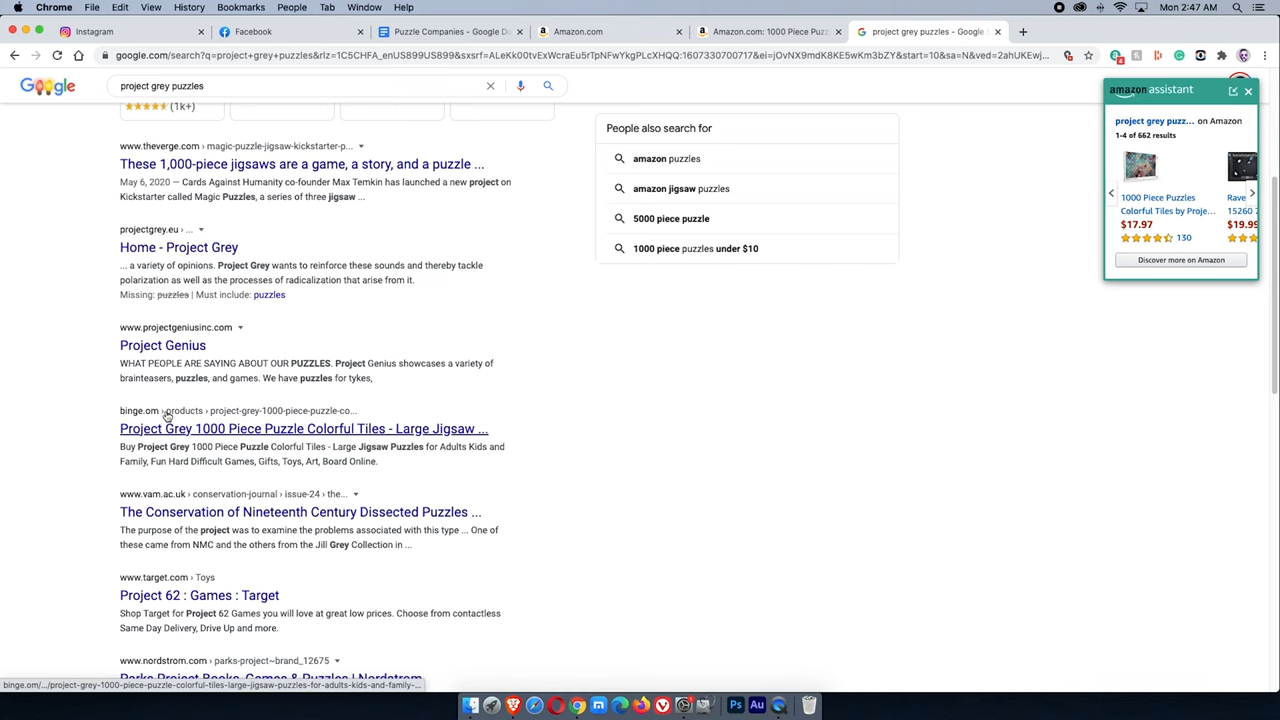 Chrome File Edit View History Bookmarks People Tab Window Help Mon 2:47 AM
Instagram × Facebook × Puzzle Companies - Google Do × Amazon.com × Amazon.com: 1000 Piece Puzz × project grey puzzles - Google S ×
google.com/search?q=project+grey+puzzles&rlz=1C5CHFA_enUS899US899&sxsrf=ALeKk00tvExWcraEu5rTpNFwYkgPLcXHQQ:1607330700717&ei=jOvNX9mdK8KE5wKm3bZY&start=10&sa=N&ved=2ahUKEwj...
Google
project grey puzzles
(1k+)
www.theverge.com › magic-puzzle-jigsaw-kickstarter-p...
These 1,000-piece jigsaws are a game, a story, and a puzzle ...
May 6, 2020 — Cards Against Humanity co-founder Max Temkin has launched a new project on
Kickstarter called Magic Puzzles, a series of three jigsaw ...
projectgrey.eu › ...
Home - Project Grey
... a variety of opinions. Project Grey wants to reinforce these sounds and thereby tackle
polarization as well as the processes of radicalization that arise from it.
Missing: puzzles | Must include: puzzles
www.projectgeniusinc.com
Project Genius
WHAT PEOPLE ARE SAYING ABOUT OUR PUZZLES. Project Genius showcases a variety of
brainteasers, puzzles, and games. We have puzzles for tykes,
binge.om › products › project-grey-1000-piece-puzzle-co...
Project Grey 1000 Piece Puzzle Colorful Tiles - Large Jigsaw ...
Buy Project Grey 1000 Piece Puzzle Colorful Tiles - Large Jigsaw Puzzles for Adults Kids and
Family, Fun Hard Difficult Games, Gifts, Toys, Art, Board Online.
www.vam.ac.uk › conservation-journal › issue-24 › the...
The Conservation of Nineteenth Century Dissected Puzzles ...
The purpose of the project was to examine the problems associated with this type ... One of
these came from NMC and the others from the Jill Grey Collection in ...
www.target.com › Toys
Project 62 : Games : Target
Shop Target for Project 62 Games you will love at great low prices. Choose from contactless
Same Day Delivery, Drive Up and more.
www.nordstrom.com › parks-project~brand_12675
Parks Project Books, Games & Puzzles | Nordstrom
binge.om/.../project-grey-1000-piece-puzzle-colorful-tiles-large-jigsaw-puzzles-for-adults-kids-and-family-...
People also search for
amazon puzzles
amazon jigsaw puzzles
5000 piece puzzle
1000 piece puzzles under $10
amazon assistant
project grey puzz... on Amazon
1-4 of 662 results
1000 Piece Puzzles
Colorful Tiles by Proje...
$17.97
130
Rave
15260
$19.99
Discover more on Amazon
Ps Au